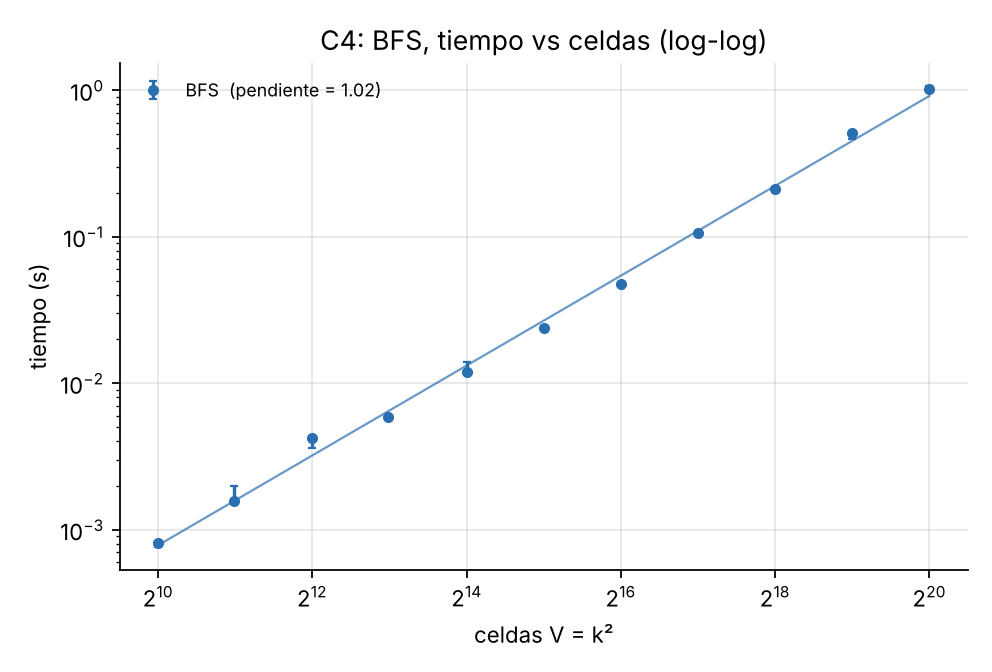 C4: BFS, tiempo vs celdas (log-log)
BFS (pendiente = 1.02)
10⁰
10⁻¹
10⁻²
10⁻³
tiempo (s)
2¹⁰ 2¹² 2¹⁴ 2¹⁶ 2¹⁸ 2²⁰
celdas V = k²